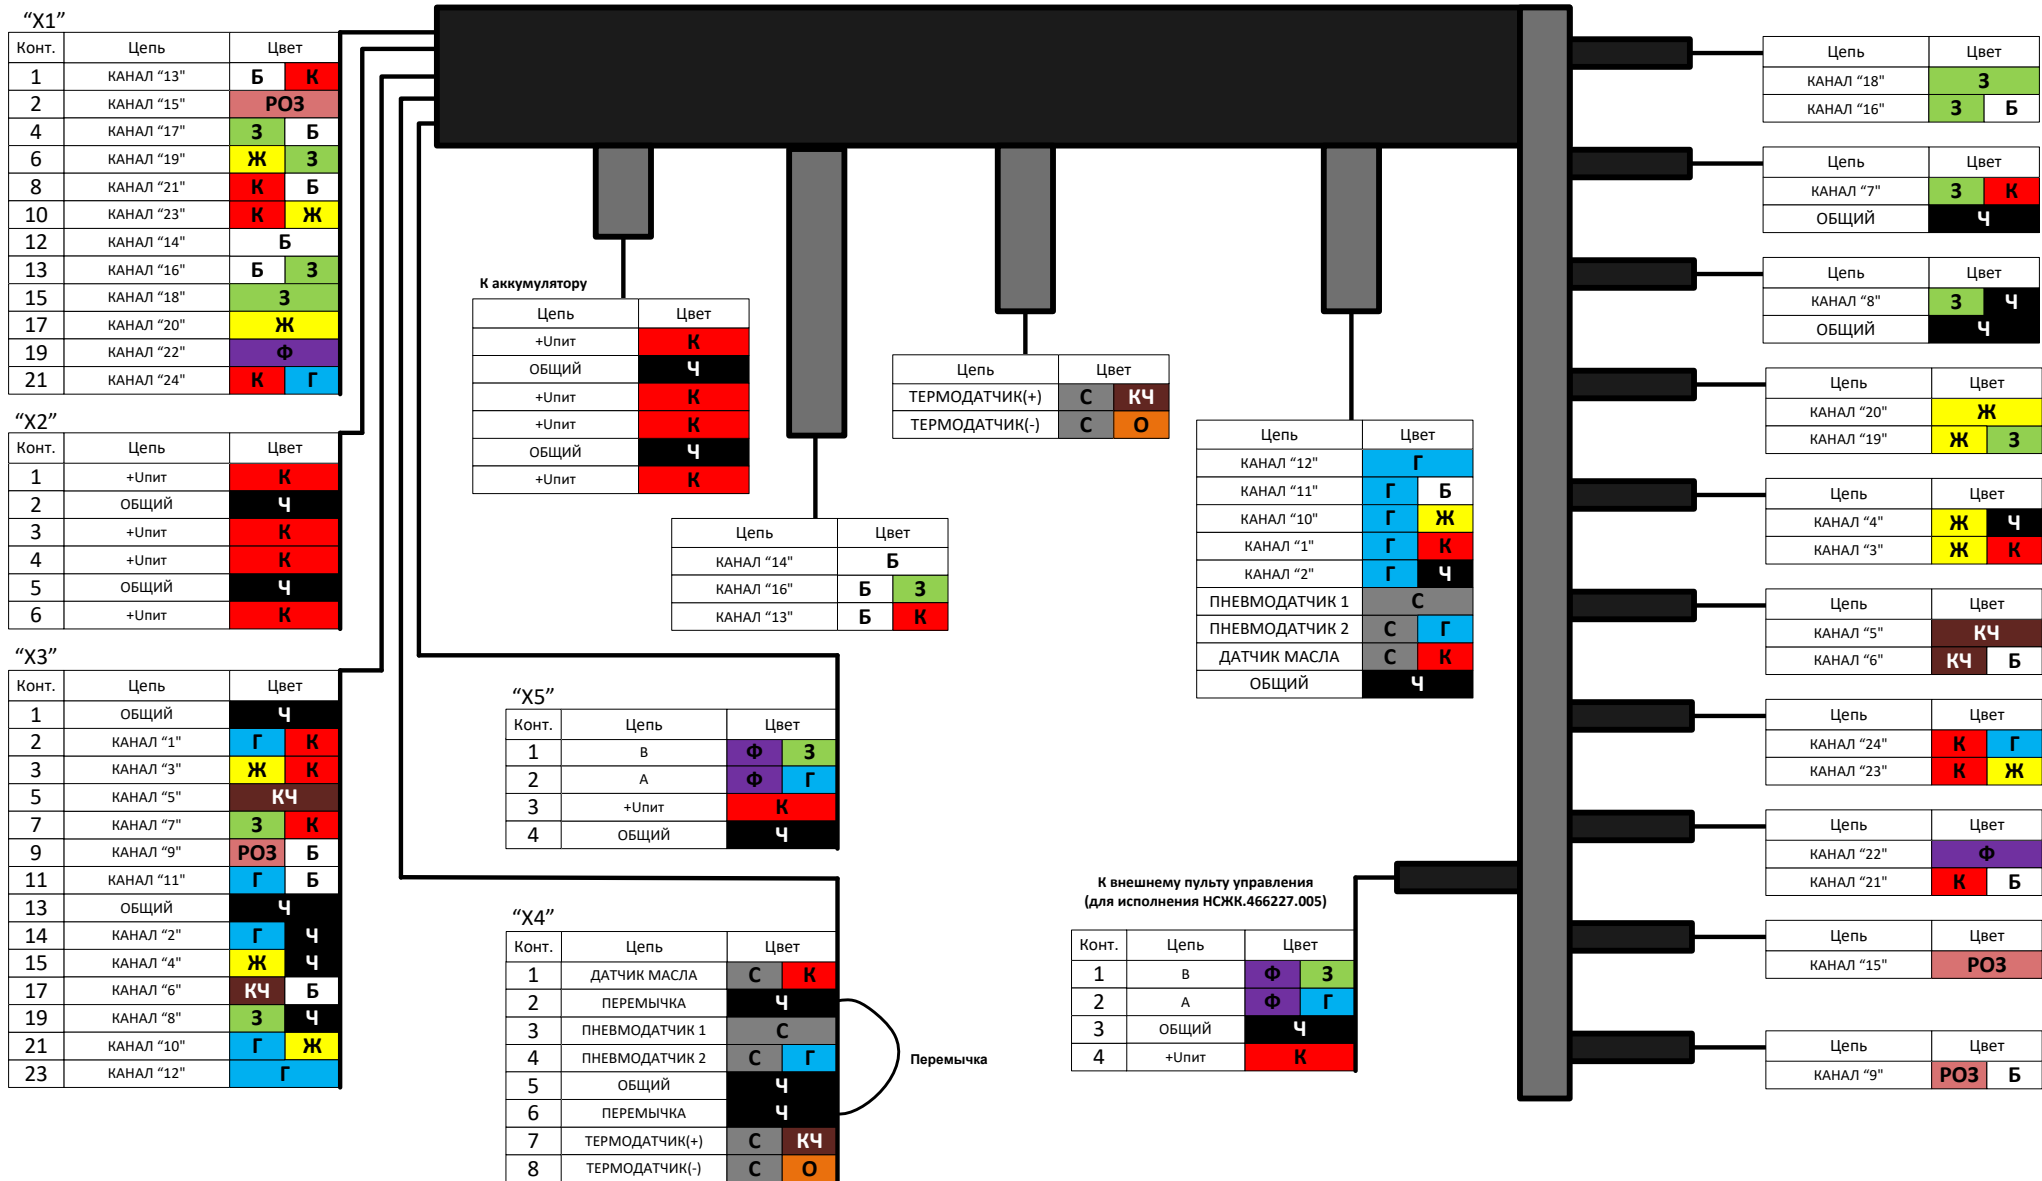 “X1”
Конт. Цепь Цвет
1 КАНАЛ “13" Б К
2 КАНАЛ “15" РОЗ
4 КАНАЛ “17" З Б
6 КАНАЛ “19" Ж З
8 КАНАЛ “21" К Б
10 КАНАЛ “23" К Ж
12 КАНАЛ “14" Б
13 КАНАЛ “16" Б З
15 КАНАЛ “18" З
17 КАНАЛ “20" Ж
19 КАНАЛ “22" Ф
21 КАНАЛ “24" К Г
“X2”
Конт. Цепь Цвет
1 +Uпит К
2 ОБЩИЙ Ч
3 +Uпит К
4 +Uпит К
5 ОБЩИЙ Ч
6 +Uпит К
“X3”
Конт. Цепь Цвет
1 ОБЩИЙ Ч
2 КАНАЛ “1" Г К
3 КАНАЛ “3" Ж К
5 КАНАЛ “5" КЧ
7 КАНАЛ “7" З К
9 КАНАЛ “9" РОЗ Б
11 КАНАЛ “11" Г Б
13 ОБЩИЙ Ч
14 КАНАЛ “2" Г Ч
15 КАНАЛ “4" Ж Ч
17 КАНАЛ “6" КЧ Б
19 КАНАЛ “8" З Ч
21 КАНАЛ “10" Г Ж
23 КАНАЛ “12" Г
К аккумулятору
Цепь Цвет
+Uпит К
ОБЩИЙ Ч
+Uпит К
+Uпит К
ОБЩИЙ Ч
+Uпит К
Цепь Цвет
КАНАЛ “14" Б
КАНАЛ “16" Б З
КАНАЛ “13" Б К
Цепь Цвет
ТЕРМОДАТЧИК(+) С КЧ
ТЕРМОДАТЧИК(-) С О
Цепь Цвет
КАНАЛ “12" Г
КАНАЛ “11" Г Б
КАНАЛ “10" Г Ж
КАНАЛ “1" Г К
КАНАЛ “2" Г Ч
ПНЕВМОДАТЧИК 1 С
ПНЕВМОДАТЧИК 2 С Г
ДАТЧИК МАСЛА С К
ОБЩИЙ Ч
“X5”
Конт. Цепь Цвет
1 B Ф З
2 A Ф Г
3 +Uпит К
4 ОБЩИЙ Ч
“X4”
Конт. Цепь Цвет
1 ДАТЧИК МАСЛА С К
2 ПЕРЕМЫЧКА Ч
3 ПНЕВМОДАТЧИК 1 С
4 ПНЕВМОДАТЧИК 2 С Г
5 ОБЩИЙ Ч
6 ПЕРЕМЫЧКА Ч
7 ТЕРМОДАТЧИК(+) С КЧ
8 ТЕРМОДАТЧИК(-) С О
Перемычка
К внешнему пульту управления
(для исполнения НСЖК.466227.005)
Конт. Цепь Цвет
1 B Ф З
2 A Ф Г
3 ОБЩИЙ Ч
4 +Uпит К
Цепь Цвет
КАНАЛ “18" З
КАНАЛ “16" З Б
Цепь Цвет
КАНАЛ “7" З К
ОБЩИЙ Ч
Цепь Цвет
КАНАЛ “8" З Ч
ОБЩИЙ Ч
Цепь Цвет
КАНАЛ “20" Ж
КАНАЛ “19" Ж З
Цепь Цвет
КАНАЛ “4" Ж Ч
КАНАЛ “3" Ж К
Цепь Цвет
КАНАЛ “5" КЧ
КАНАЛ “6" КЧ Б
Цепь Цвет
КАНАЛ “24" К Г
КАНАЛ “23" К Ж
Цепь Цвет
КАНАЛ “22" Ф
КАНАЛ “21" К Б
Цепь Цвет
КАНАЛ “15" РОЗ
Цепь Цвет
КАНАЛ “9" РОЗ Б